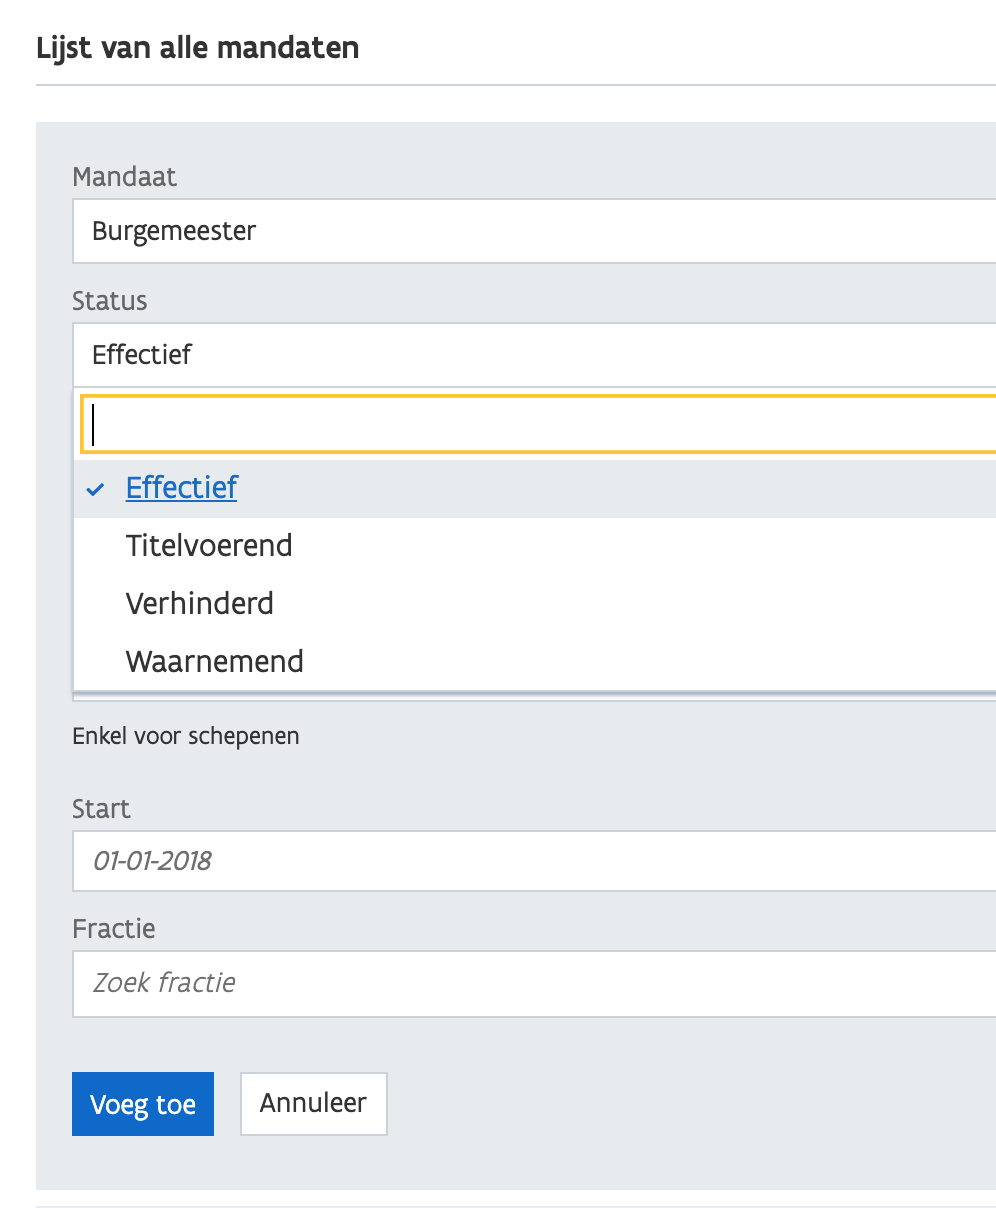 Lijst van alle mandaten
Mandaat
Burgemeester
Status
Effectief
Effectief
Titelvoerend
Verhinderd
Waarnemend
Enkel voor schepenen
Start
01-01-2018
Fractie
Zoek fractie
Voeg toe
Annuleer